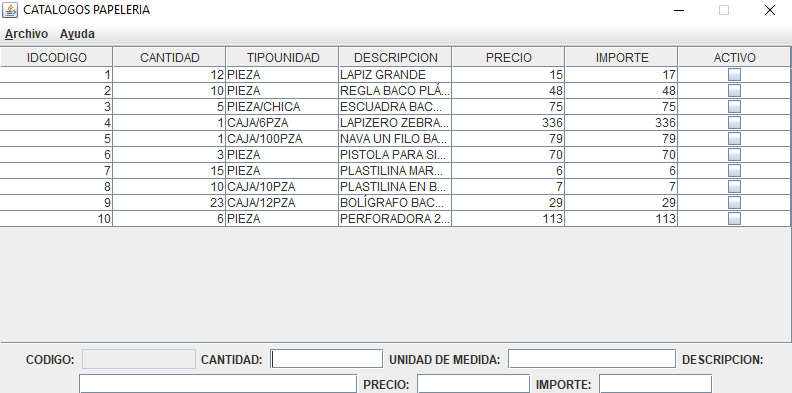 CATALOGOS PAPELERIA
Archivo Ayuda
IDCODIGO CANTIDAD TIPOUNIDAD DESCRIPCION PRECIO IMPORTE ACTIVO
1 12 PIEZA LAPIZ GRANDE 15 17
2 10 PIEZA REGLA BACO PLÁ... 48 48
3 5 PIEZA/CHICA ESCUADRA BAC... 75 75
4 1 CAJA/6PZA LAPIZERO ZEBRA... 336 336
5 1 CAJA/100PZA NAVA UN FILO BA... 79 79
6 3 PIEZA PISTOLA PARA SI... 70 70
7 15 PIEZA PLASTILINA MAR... 6 6
8 10 CAJA/10PZA PLASTILINA EN B... 7 7
9 23 CAJA/12PZA BOLÍGRAFO BAC... 29 29
10 6 PIEZA PERFORADORA 2... 113 113
CODIGO: CANTIDAD: UNIDAD DE MEDIDA: DESCRIPCION:
PRECIO: IMPORTE: